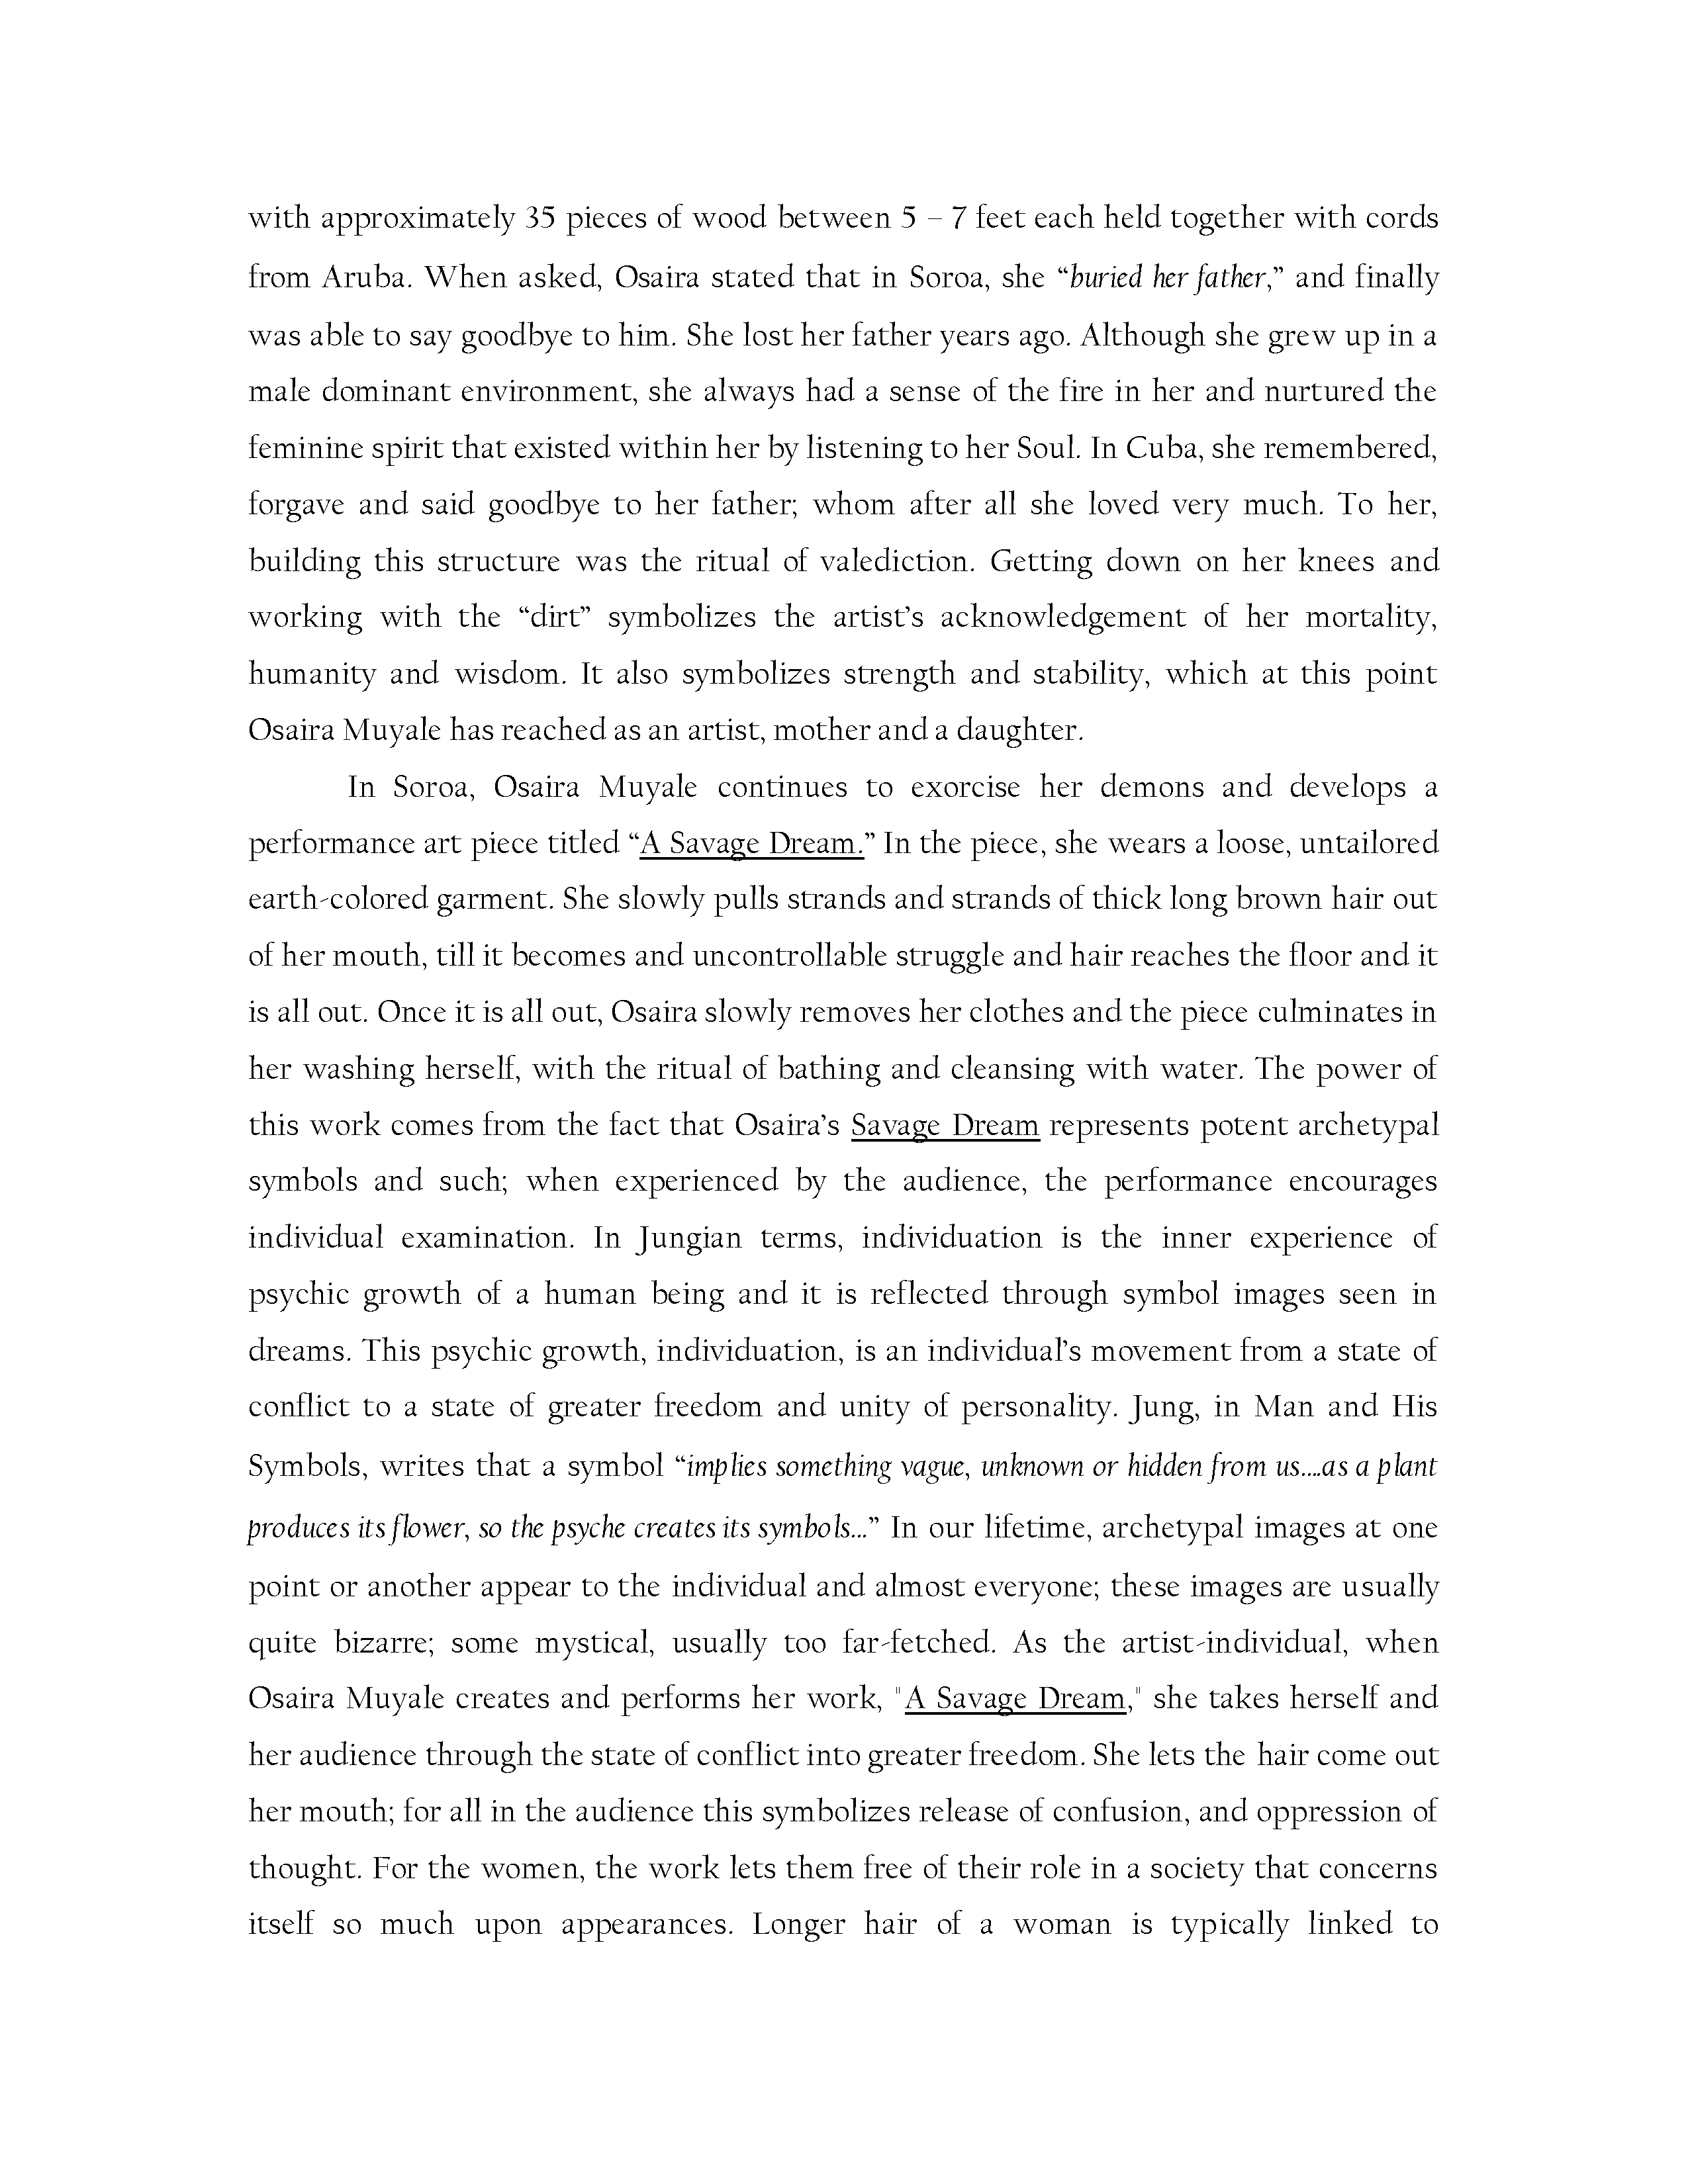 with approximately 35 pieces of wood between 5 – 7 feet each held together with cords
from Aruba. When asked, Osaira stated that in Soroa, she “buried her father,” and finally
was able to say goodbye to him. She lost her father years ago. Although she grew up in a
male dominant environment, she always had a sense of the fire in her and nurtured the
feminine spirit that existed within her by listening to her Soul. In Cuba, she remembered,
forgave and said goodbye to her father; whom after all she loved very much. To her,
building this structure was the ritual of valediction. Getting down on her knees and
working with the “dirt” symbolizes the artist’s acknowledgement of her mortality,
humanity and wisdom. It also symbolizes strength and stability, which at this point
Osaira Muyale has reached as an artist, mother and a daughter.
In Soroa, Osaira Muyale continues to exorcise her demons and develops a
performance art piece titled “A Savage Dream.” In the piece, she wears a loose, untailored
earth-colored garment. She slowly pulls strands and strands of thick long brown hair out
of her mouth, till it becomes and uncontrollable struggle and hair reaches the floor and it
is all out. Once it is all out, Osaira slowly removes her clothes and the piece culminates in
her washing herself, with the ritual of bathing and cleansing with water. The power of
this work comes from the fact that Osaira’s Savage Dream represents potent archetypal
symbols and such; when experienced by the audience, the performance encourages
individual examination. In Jungian terms, individuation is the inner experience of
psychic growth of a human being and it is reflected through symbol images seen in
dreams. This psychic growth, individuation, is an individual’s movement from a state of
conflict to a state of greater freedom and unity of personality. Jung, in Man and His
Symbols, writes that a symbol “implies something vague, unknown or hidden from us....as a plant
produces its flower, so the psyche creates its symbols...” In our lifetime, archetypal images at one
point or another appear to the individual and almost everyone; these images are usually
quite bizarre; some mystical, usually too far-fetched. As the artist-individual, when
Osaira Muyale creates and performs her work, "A Savage Dream," she takes herself and
her audience through the state of conflict into greater freedom. She lets the hair come out
her mouth; for all in the audience this symbolizes release of confusion, and oppression of
thought. For the women, the work lets them free of their role in a society that concerns
itself so much upon appearances. Longer hair of a woman is typically linked to